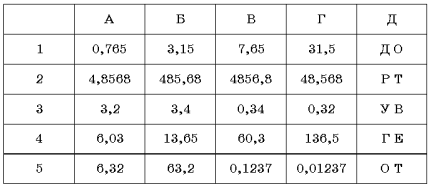 А Б В Г Д
1 0,765 3,15 7,65 31,5 Д О
2 4,8568 485,68 4856,8 48,568 Р Т
3 3,2 3,4 0,34 0,32 У В
4 6,03 13,65 60,3 136,5 Г Е
5 6,32 63,2 0,1237 0,01237 О Т